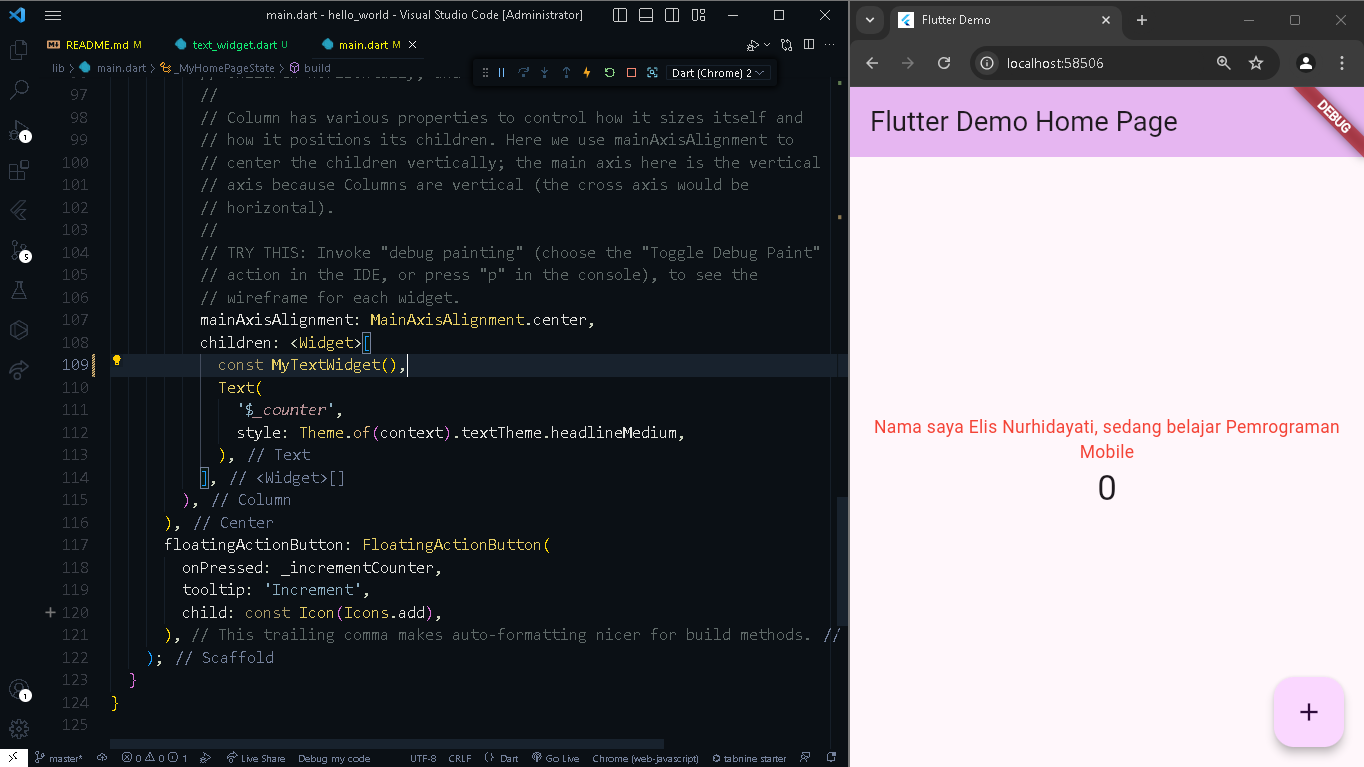 main.dart - hello_world - Visual Studio Code [Administrator]
README.md M
text_widget.dart U
main.dart M
lib > main.dart > _MyHomePageState > build
Dart (Chrome) 2
97 //
98 // Column has various properties to control how it sizes itself and
99 // how it positions its children. Here we use mainAxisAlignment to
100 // center the children vertically; the main axis here is the vertical
101 // axis because Columns are vertical (the cross axis would be
102 // horizontal).
103 //
104 // TRY THIS: Invoke "debug painting" (choose the "Toggle Debug Paint"
105 // action in the IDE, or press "p" in the console), to see the
106 // wireframe for each widget.
107 mainAxisAlignment: MainAxisAlignment.center,
108 children: <Widget>[
109 const MyTextWidget(),
110 Text(
111 '$_counter',
112 style: Theme.of(context).textTheme.headlineMedium,
113 ), // Text
114 ], // <Widget>[]
115 ), // Column
116 ), // Center
117 floatingActionButton: FloatingActionButton(
118 onPressed: _incrementCounter,
119 tooltip: 'Increment',
120 child: const Icon(Icons.add),
121 ), // This trailing comma makes auto-formatting nicer for build methods. //
122 ); // Scaffold
123 }
124 }
125
1
5
1
master* 0 0 1 Live Share Debug my code UTF-8 CRLF Dart Go Live Chrome (web-javascript) tabnine starter
Flutter Demo
localhost:58506
Flutter Demo Home Page
DEBUG
Nama saya Elis Nurhidayati, sedang belajar Pemrograman
Mobile
0
+